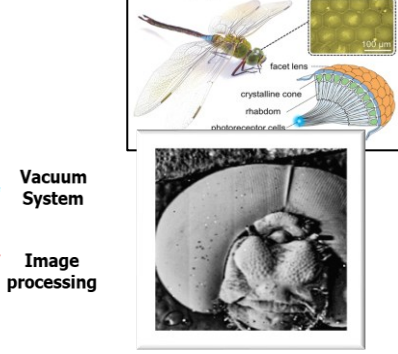 100 µm
facet lens
crystalline cone
rhabdom
photoreceptor cells
Vacuum
System
Image
processing